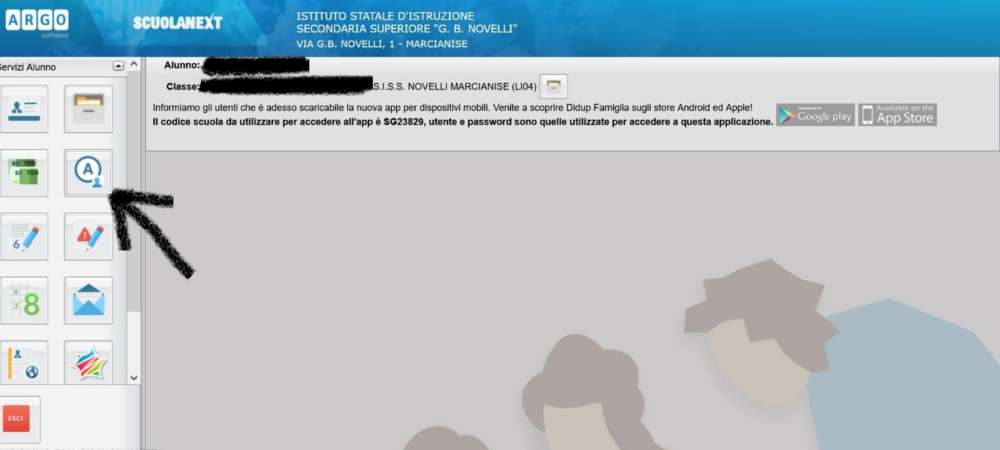 ARGO
software
SCUOLANEXT
ISTITUTO STATALE D'ISTRUZIONE
SECONDARIA SUPERIORE "G. B. NOVELLI"
VIA G.B. NOVELLI, 1 - MARCIANISE
Servizi Alunno
Alunno:
Classe: S.I.S.S. NOVELLI MARCIANISE (LI04)
Informiamo gli utenti che è adesso scaricabile la nuova app per dispositivi mobili. Venite a scoprire Didup Famiglia sugli store Android ed Apple!
Il codice scuola da utilizzare per accedere all'app è SG23829, utente e password sono quelle utilizzate per accedere a questa applicazione.
ANDROID APP ON
Google play
Available on the
App Store
100
100
A
6
6
3 8
ESCI